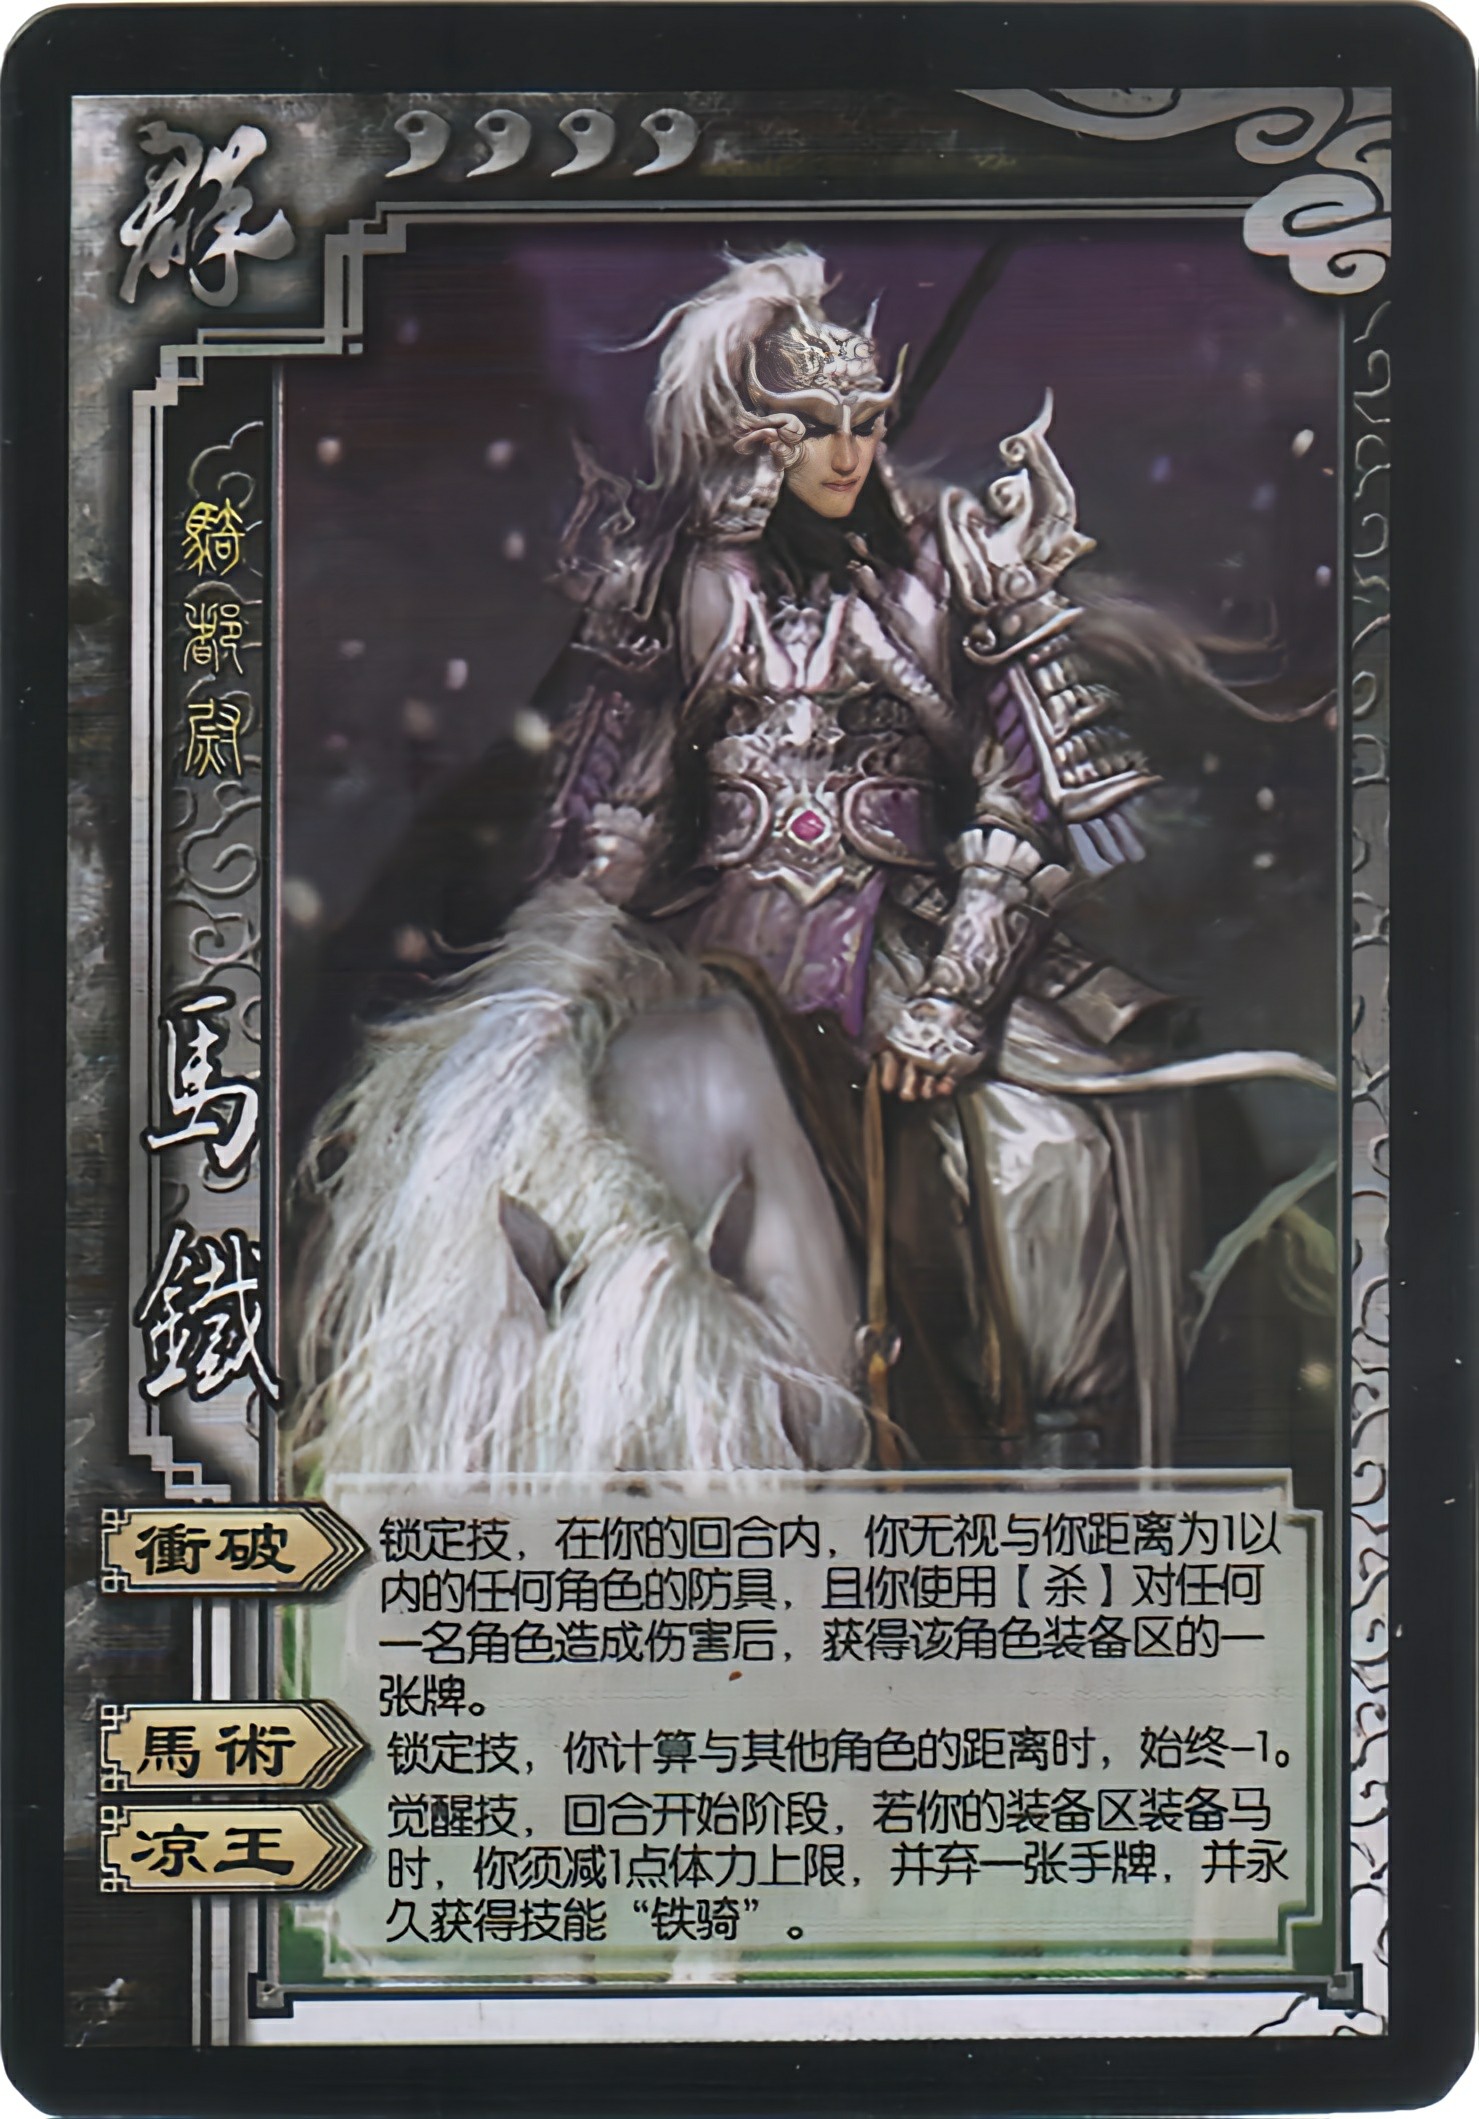 群
騎都尉
馬鐵
衝破
锁定技，在你的回合内，你无视与你距离为1以
内的任何角色的防具，且你使用【杀】对任何
一名角色造成伤害后，获得该角色装备区的一
张牌。
馬術
锁定技，你计算与其他角色的距离时，始终-1。
凉王
觉醒技，回合开始阶段，若你的装备区装备马
时，你须减1点体力上限，并弃一张手牌，并永
久获得技能“铁骑”。